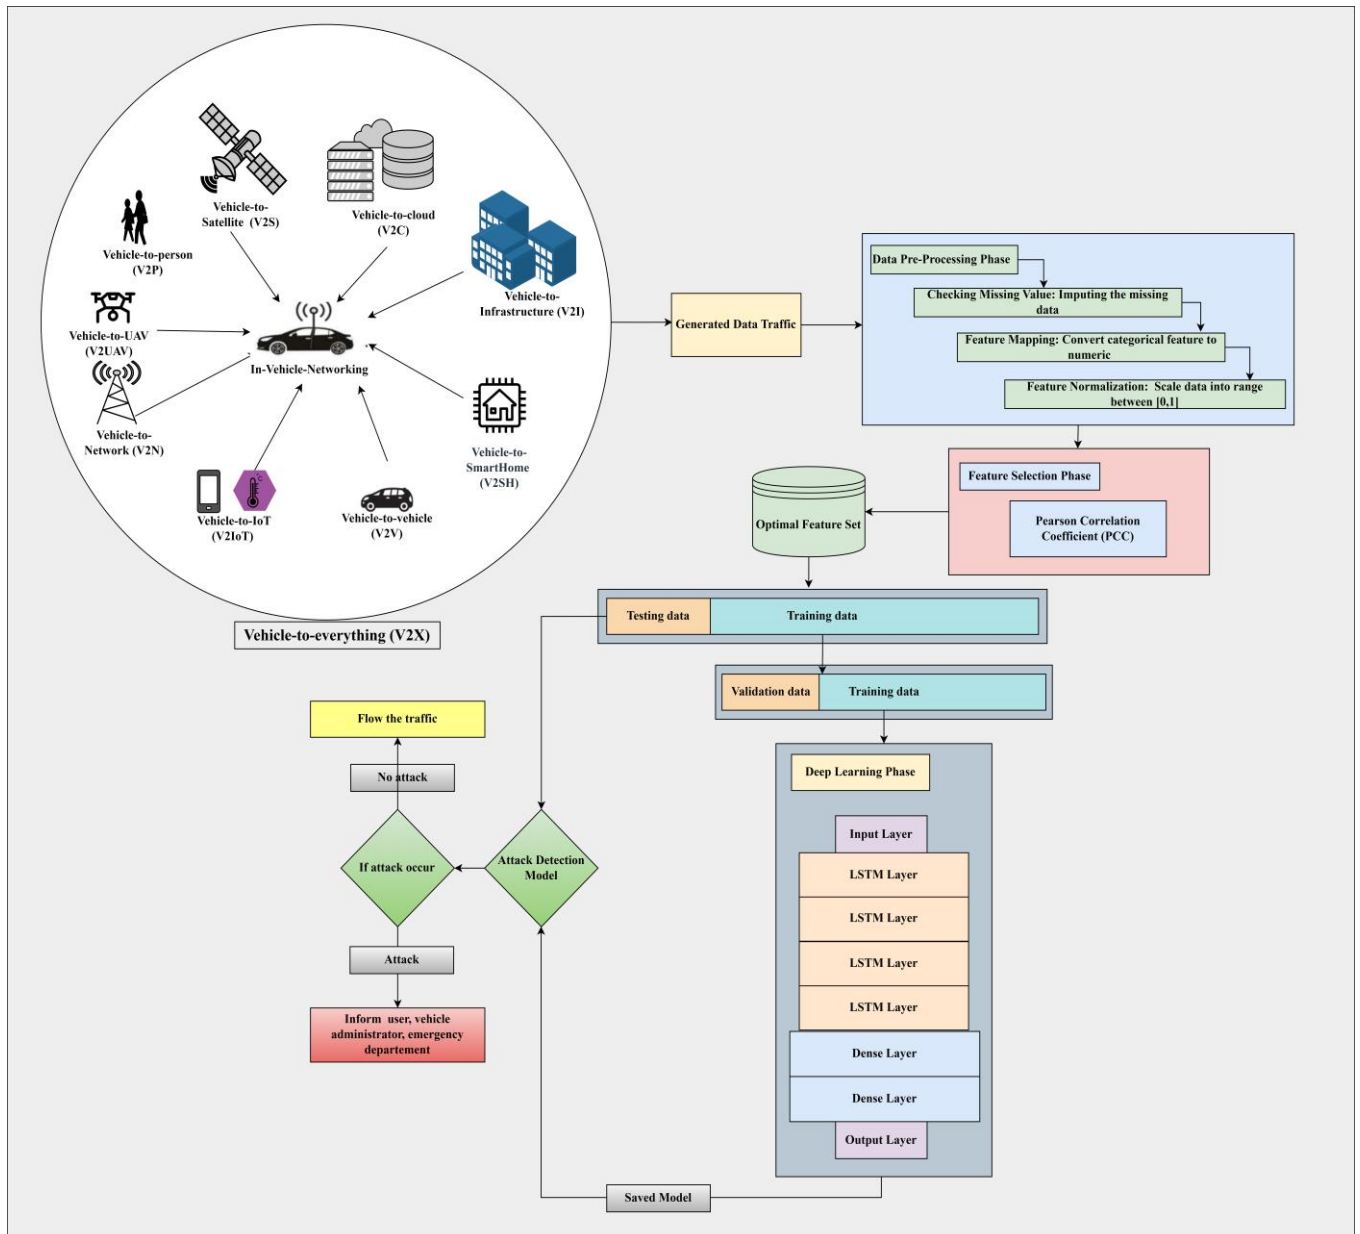 Vehicle-to-
Satellite (V2S)
Vehicle-to-cloud
(V2C)
Vehicle-to-person
(V2P)
Vehicle-to-
Infrastructure (V2I)
Vehicle-to-UAV
(V2UAV)
In-Vehicle-Networking
Vehicle-to-
Network (V2N)
Vehicle-to-
SmartHome
(V2SH)
°C
Vehicle-to-IoT
(V2IoT)
Vehicle-to-vehicle
(V2V)
Vehicle-to-everything (V2X)
Generated Data Traffic
Data Pre-Processing Phase
Checking Missing Value: Imputing the missing
data
Feature Mapping: Convert categorical feature to
numeric
Feature Normalization: Scale data into range
between [0,1]
Feature Selection Phase
Pearson Correlation
Coefficient (PCC)
Optimal Feature Set
Testing data
Training data
Validation data
Training data
Deep Learning Phase
Input Layer
LSTM Layer
LSTM Layer
LSTM Layer
LSTM Layer
Dense Layer
Dense Layer
Output Layer
Saved Model
Attack Detection
Model
If attack occur
No attack
Flow the traffic
Attack
Inform user, vehicle
administrator, emergency
departement